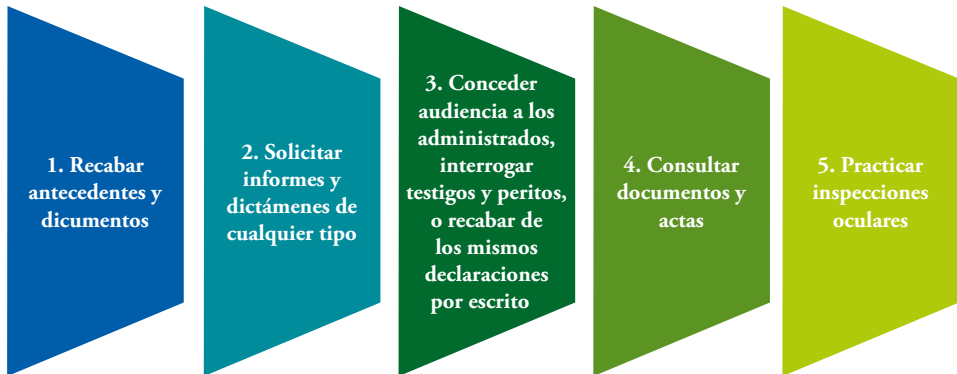 1. Recabar
antecedentes y
dicumentos
2. Solicitar
informes y
dictámenes de
cualquier tipo
3. Conceder
audiencia a los
administrados,
interrogar
testigos y peritos,
o recabar de
los mismos
declaraciones
por escrito
4. Consultar
documentos y
actas
5. Practicar
inspecciones
oculares